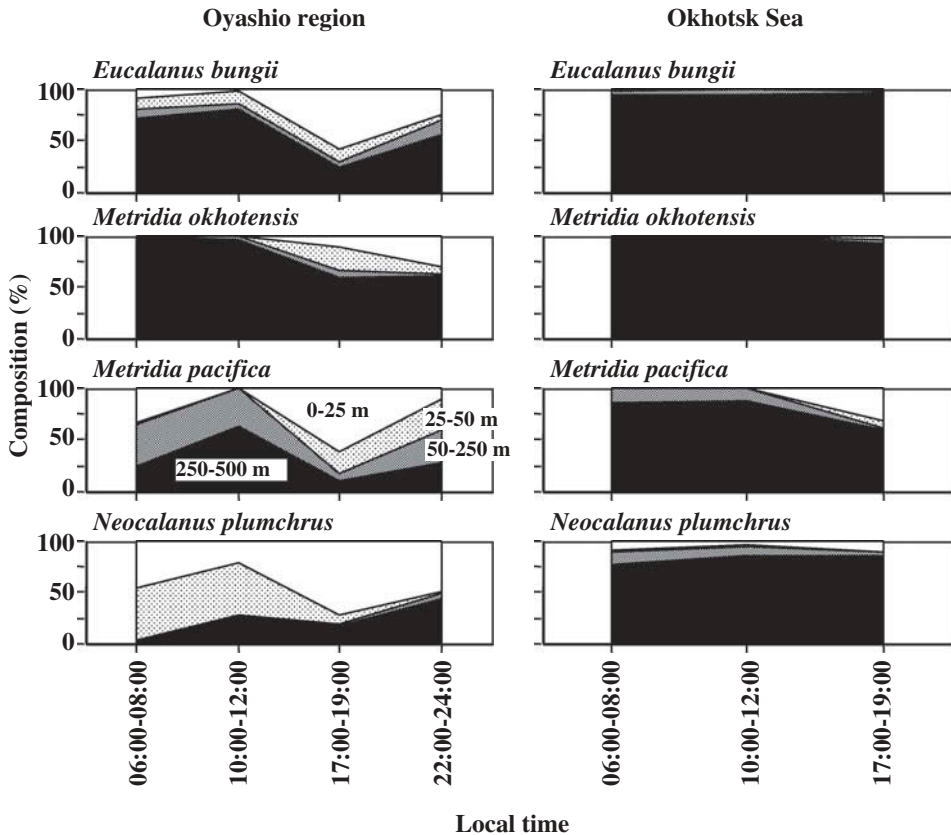 Oyashio region
Okhotsk Sea
Eucalanus bungii
Eucalanus bungii
100
50
0
Metridia okhotensis
Metridia okhotensis
100
50
0
Metridia pacifica
Metridia pacifica
100
50
0
0-25 m
25-50 m
50-250 m
250-500 m
Neocalanus plumchrus
Neocalanus plumchrus
100
50
0
Composition (%)
06:00-08:00
10:00-12:00
17:00-19:00
22:00-24:00
06:00-08:00
10:00-12:00
17:00-19:00
Local time